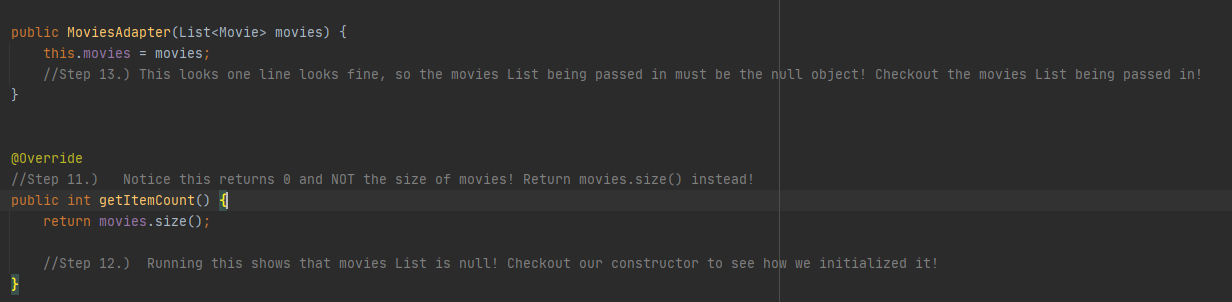 public MoviesAdapter(List<Movie> movies) {
this.movies = movies;
//Step 13.) This looks one line looks fine, so the movies List being passed in must be the null object! Checkout the movies List being passed in!
}
@Override
//Step 11.)   Notice this returns 0 and NOT the size of movies! Return movies.size() instead!
public int getItemCount() {
return movies.size();
//Step 12.)  Running this shows that movies List is null! Checkout our constructor to see how we initialized it!
}